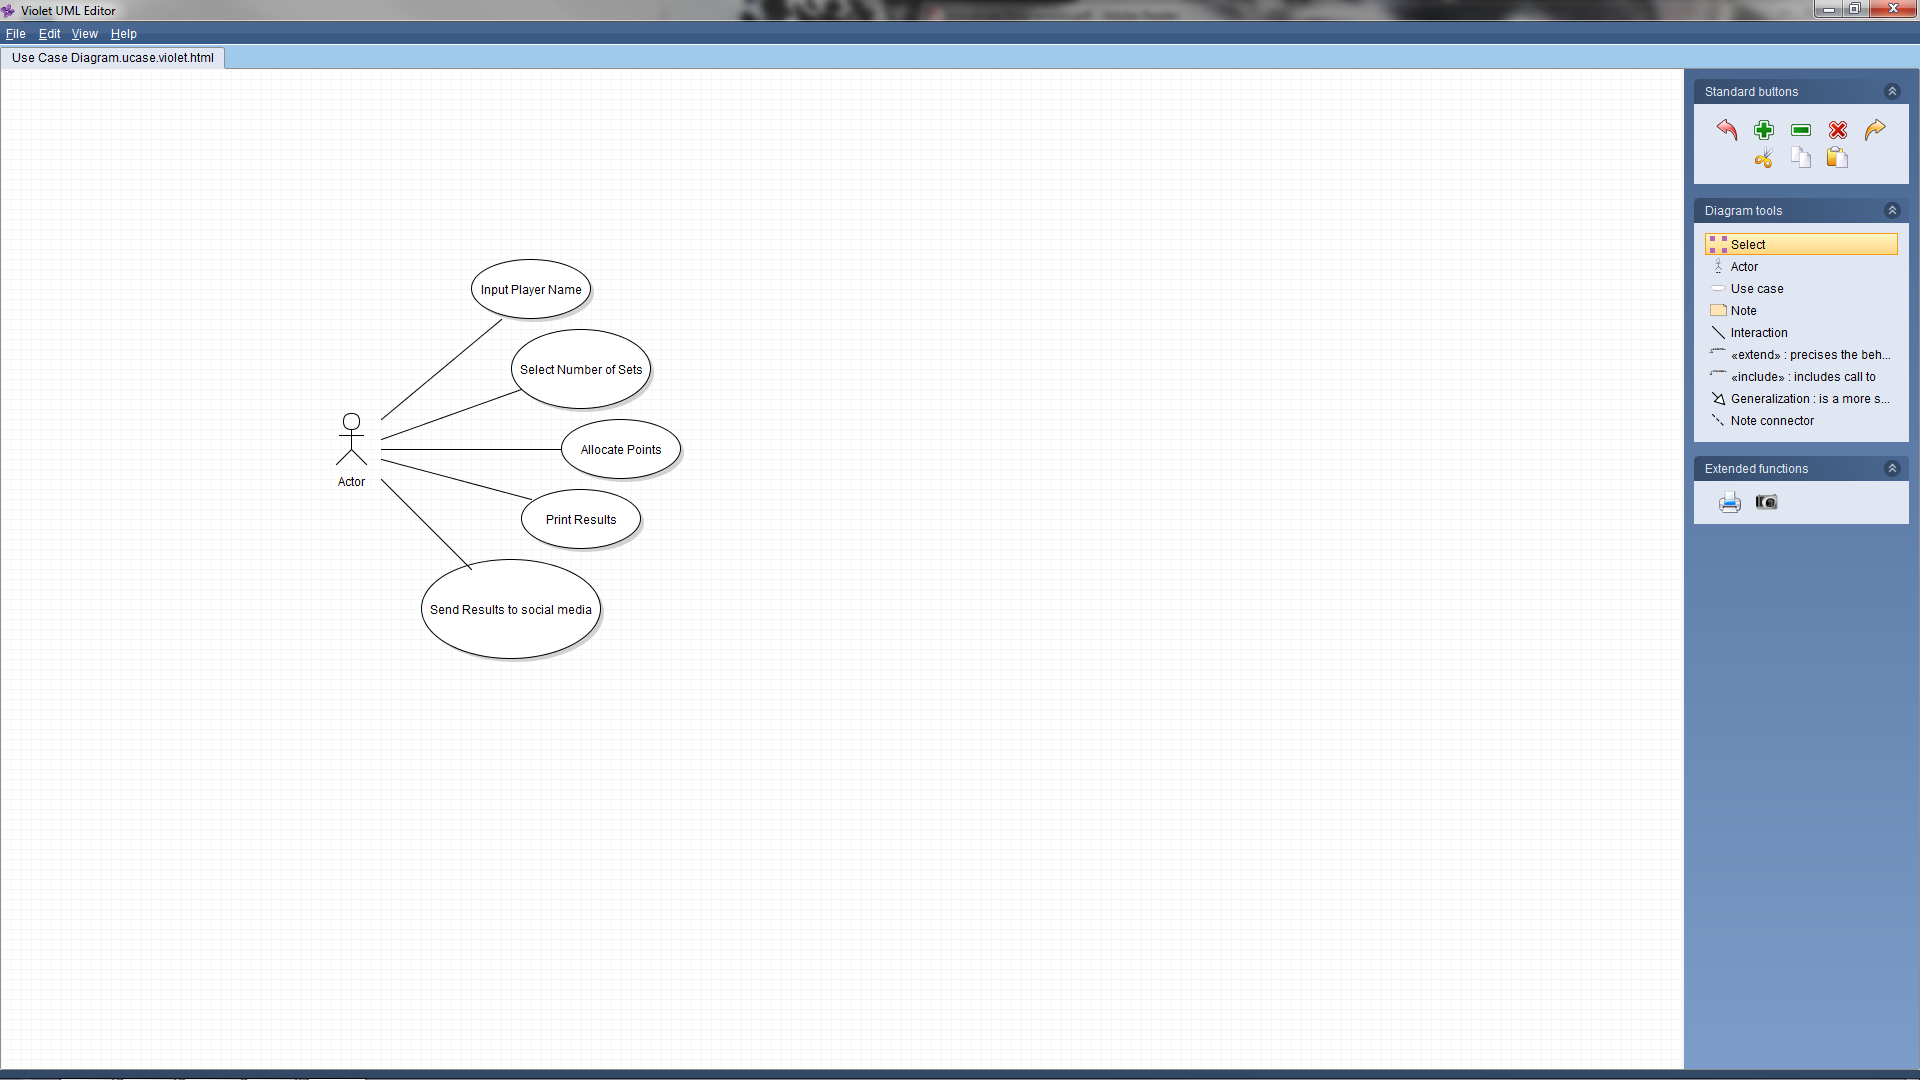 Violet UML Editor
File Edit View Help
Use Case Diagram.ucase.violet.html
Standard buttons
Diagram tools
Select
Actor
Use case
Note
Interaction
«extend» : precises the beh...
«include» : includes call to
Generalization : is a more s...
Note connector
Extended functions
Input Player Name
Select Number of Sets
Allocate Points
Actor
Print Results
Send Results to social media